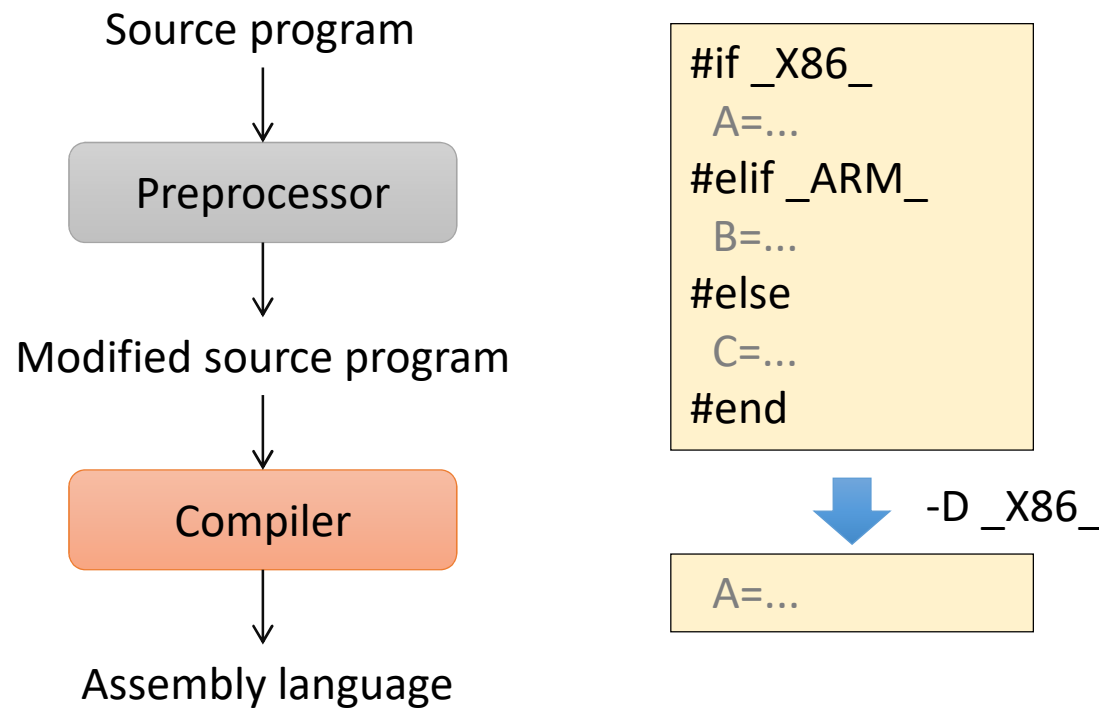 Source program
Preprocessor
Modified source program
Compiler
Assembly language
#if _X86_
A=...
#elif _ARM_
B=...
#else
C=...
#end
-D _X86_
A=...